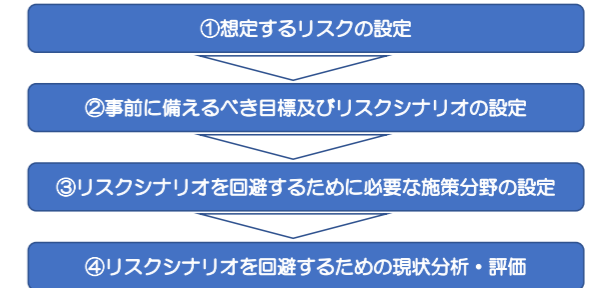 ①想定するリスクの設定
②事前に備えるべき目標及びリスクシナリオの設定
③リスクシナリオを回避するために必要な施策分野の設定
④リスクシナリオを回避するための現状分析・評価